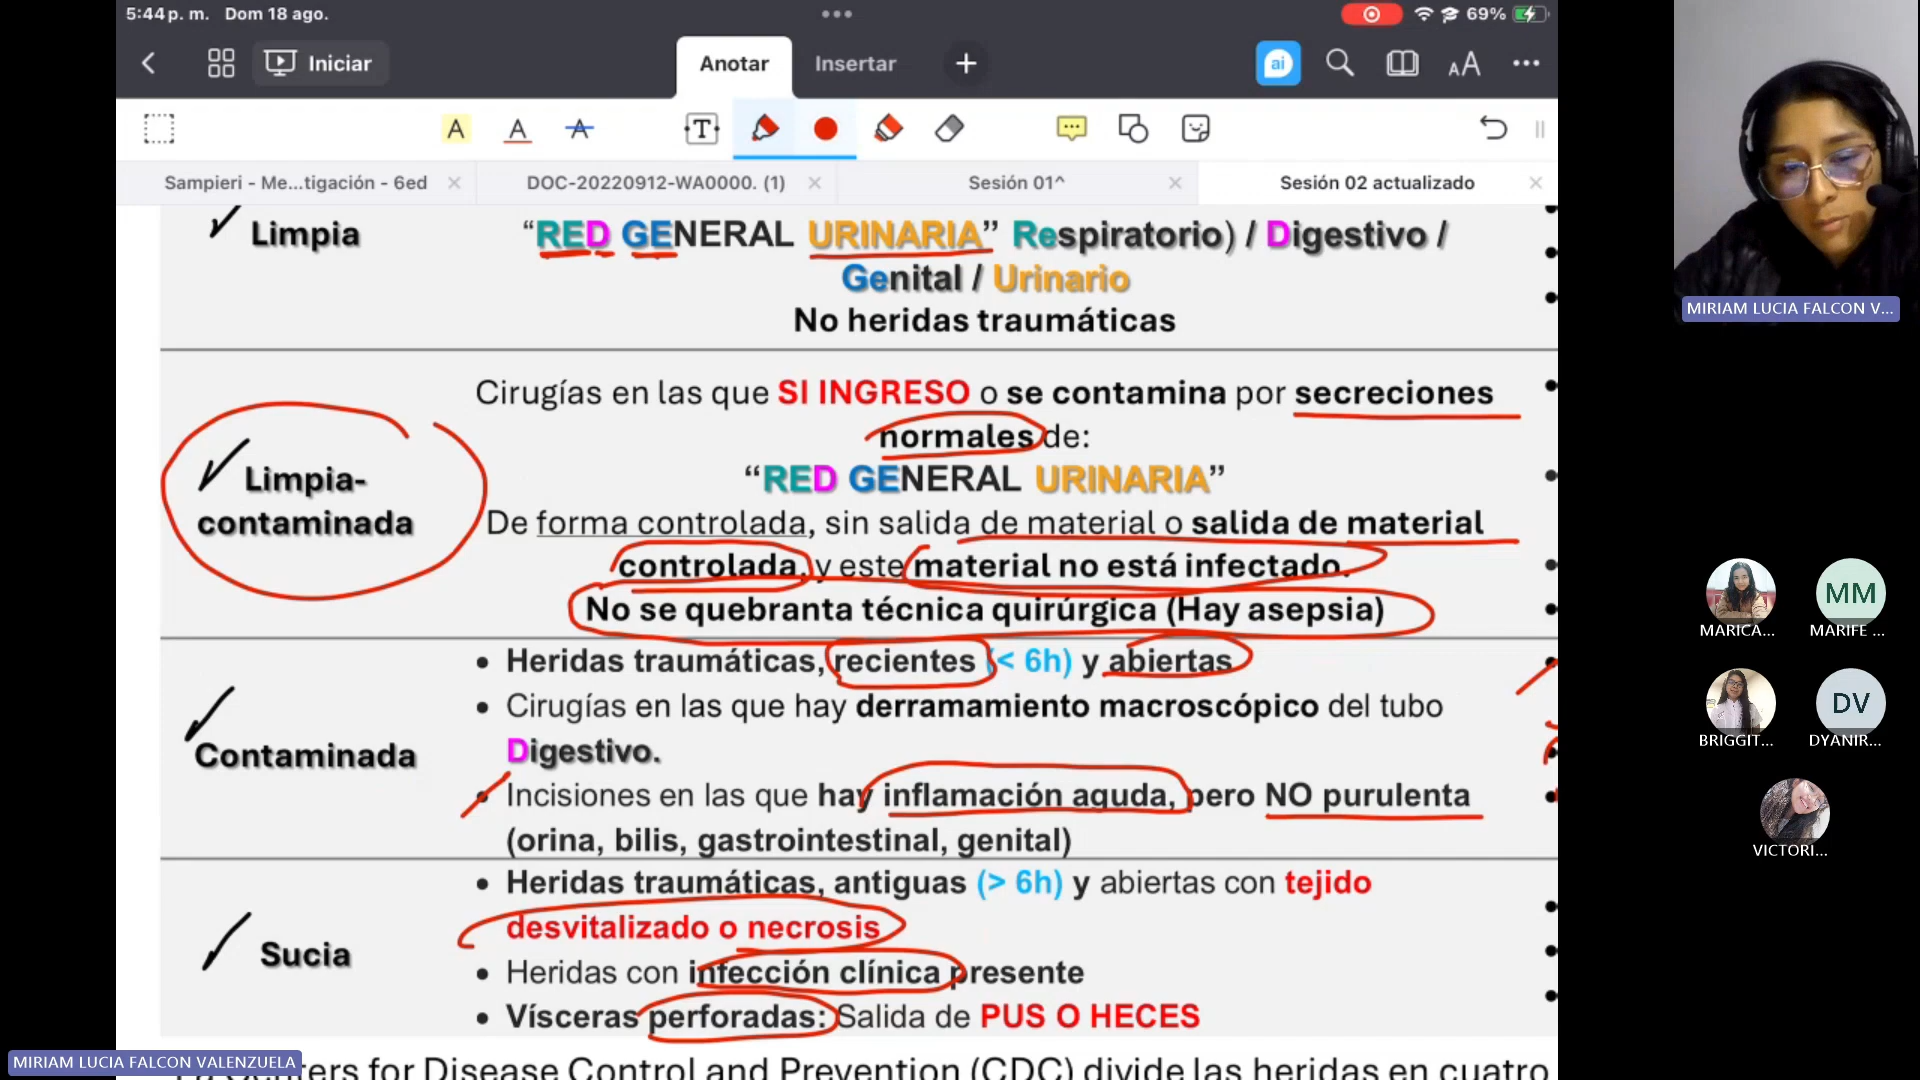 5:44 p. m. Dom 18 ago.
69%
Iniciar
Anotar
Insertar
ai
AA
A
A
A
T
Sampieri - Me...tigación - 6ed
DOC-20220912-WA0000. (1)
Sesión 01^
Sesión 02 actualizado
Limpia
“RED GENERAL URINARIA” Respiratorio) / Digestivo /
Genital / Urinario
No heridas traumáticas
Limpia-
contaminada
Cirugías en las que SI INGRESO o se contamina por secreciones
normales de:
“RED GENERAL URINARIA”
De forma controlada, sin salida de material o salida de material
controlada, y este material no está infectado.
No se quebranta técnica quirúrgica (Hay asepsia)
Contaminada
• Heridas traumáticas, recientes (< 6h) y abiertas
• Cirugías en las que hay derramamiento macroscópico del tubo
Digestivo.
• Incisiones en las que hay inflamación aguda, pero NO purulenta
(orina, bilis, gastrointestinal, genital)
Sucia
• Heridas traumáticas, antiguas (> 6h) y abiertas con tejido
desvitalizado o necrosis
• Heridas con infección clínica presente
• Vísceras perforadas: Salida de PUS O HECES
Centers for Disease Control and Prevention (CDC) divide las heridas en cuatro
MIRIAM LUCIA FALCON VALENZUELA
MIRIAM LUCIA FALCON V...
MARICA...
MM
MARIFE ...
BRIGGIT...
DV
DYANIR...
VICTORI...